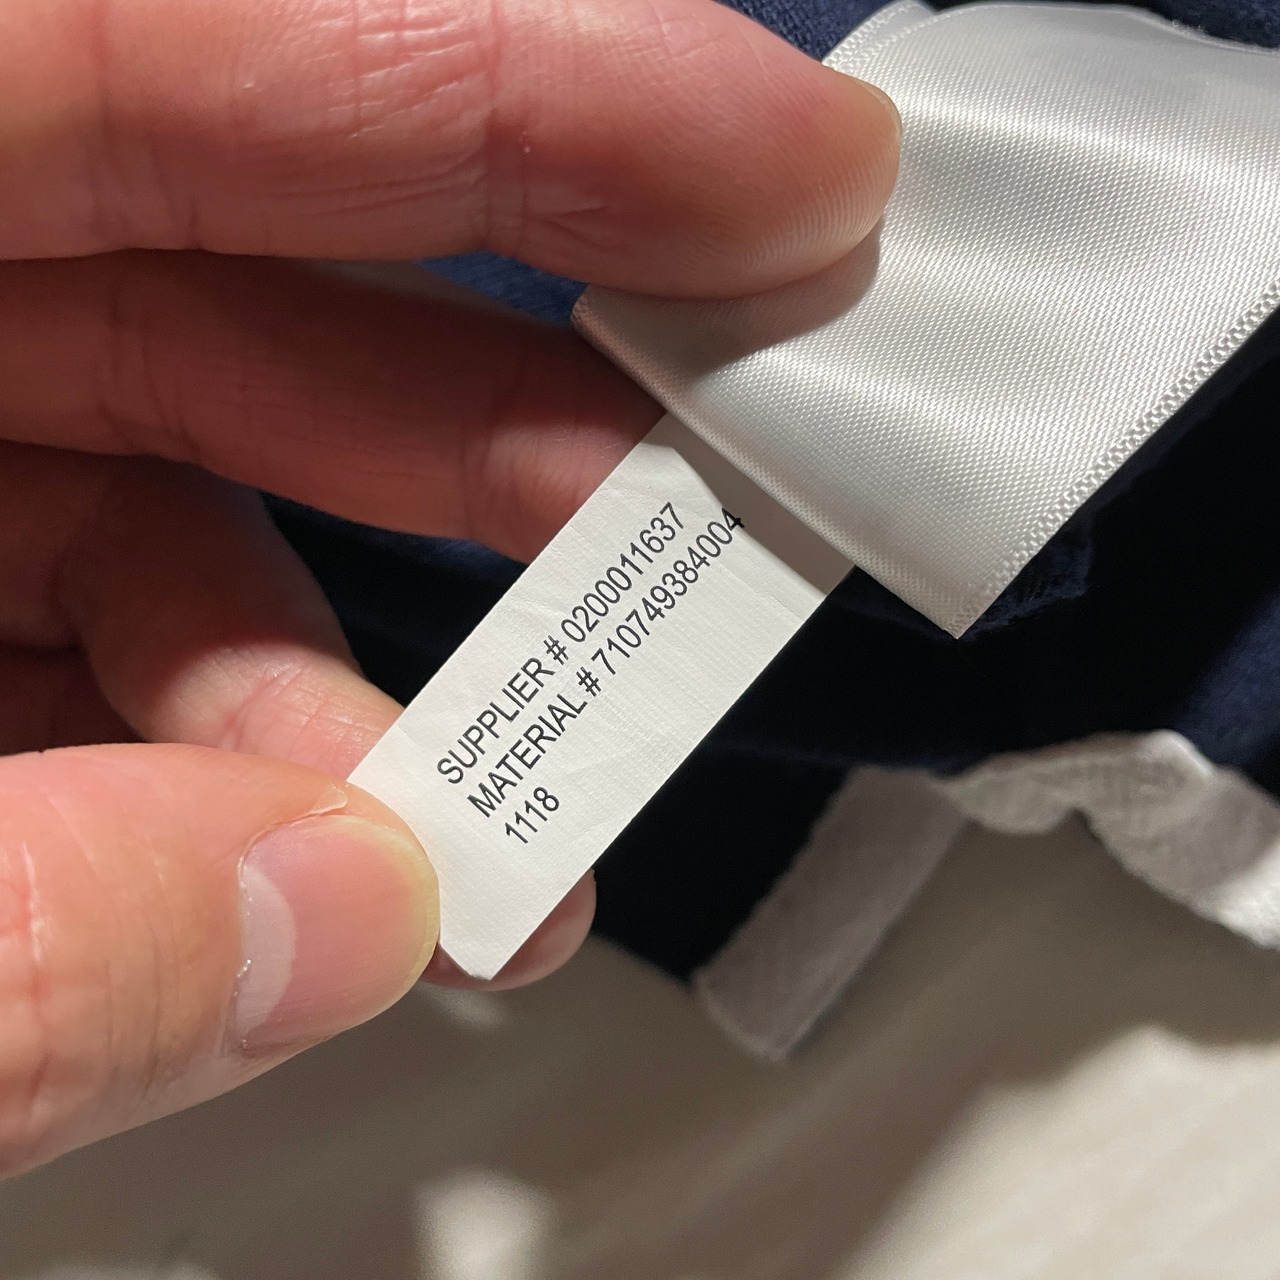 SUPPLIER # 0200011637
MATERIAL # 710749384004
1118